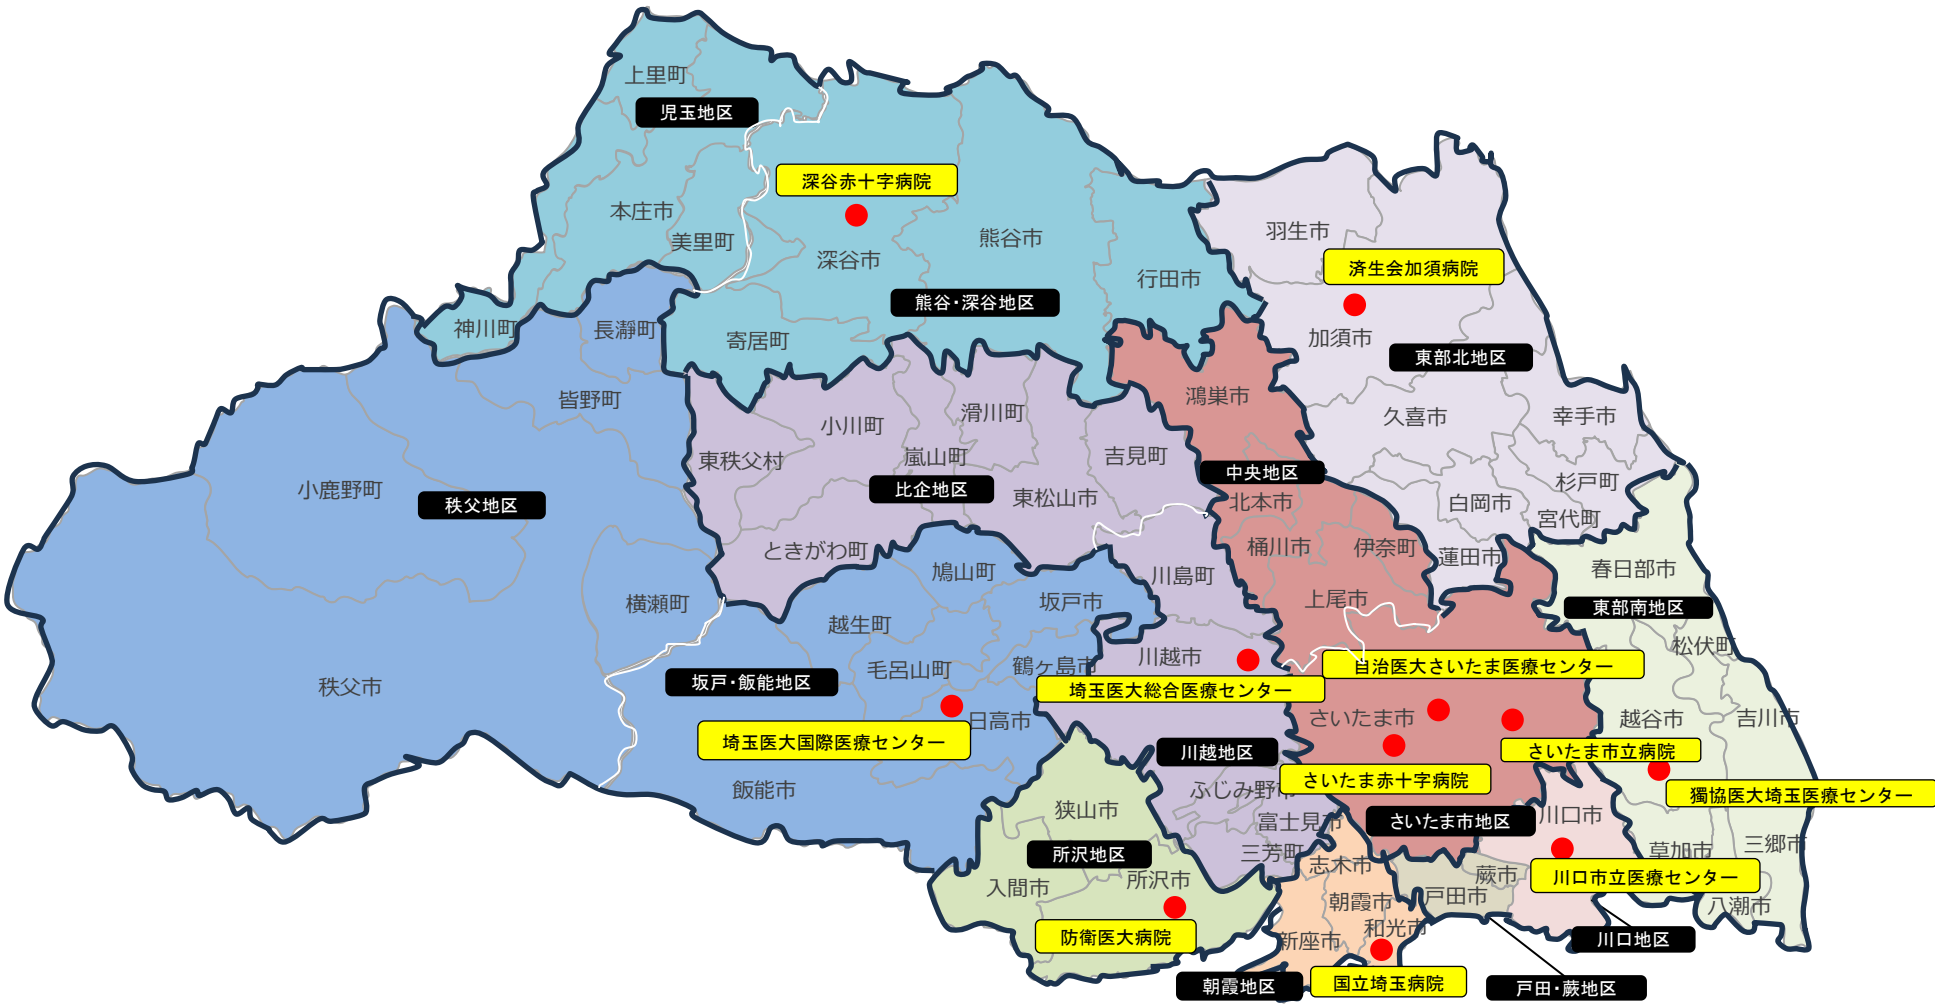 上里町
児玉地区
深谷赤十字病院
本庄市
美里町
深谷市
熊谷市
行田市
羽生市
済生会加須病院
熊谷・深谷地区
加須市
東部北地区
神川町
長瀞町
寄居町
皆野町
小川町
滑川町
鴻巣市
久喜市
幸手市
東秩父村
嵐山町
吉見町
中央地区
小鹿野町
秩父地区
比企地区
東松山市
北本市
白岡市
杉戸町
宮代町
ときがわ町
桶川市
伊奈町
蓮田市
鳩山町
川島町
春日部市
横瀬町
坂戸市
上尾市
東部南地区
越生町
松伏町
毛呂山町
鶴ヶ島市
川越市
自治医大さいたま医療センター
秩父市
坂戸・飯能地区
埼玉医大総合医療センター
日高市
さいたま市
越谷市
吉川市
埼玉医大国際医療センター
川越地区
さいたま市立病院
飯能市
ふじみ野市
さいたま赤十字病院
獨協医大埼玉医療センター
狭山市
富士見市
さいたま市地区
川口市
所沢地区
三芳町
志木市
草加市
三郷市
入間市
所沢市
蕨市
川口市立医療センター
朝霞市
戸田市
八潮市
防衛医大病院
新座市
和光市
川口地区
朝霞地区
国立埼玉病院
戸田・蕨地区